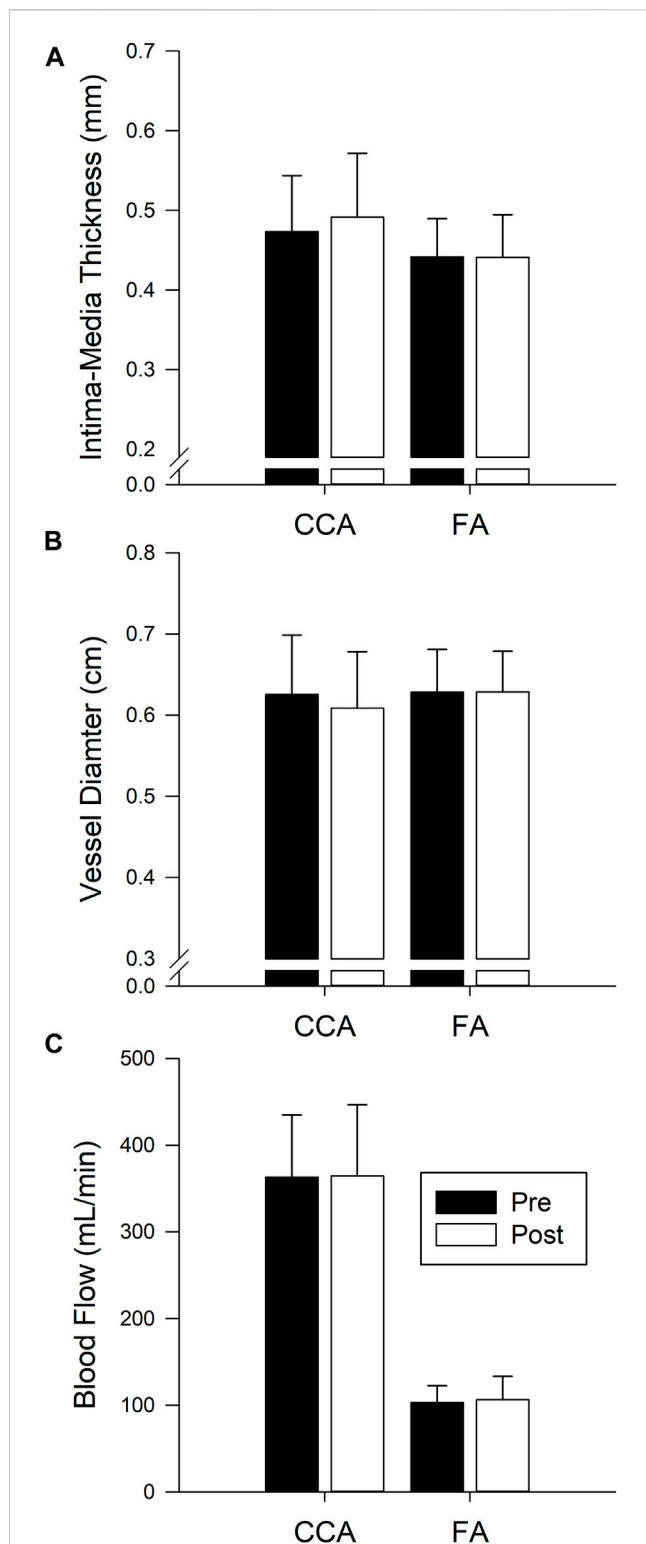 A
Intima-Media Thickness (mm)
0.7
0.6
0.5
0.4
0.3
0.2
0.0
CCA FA
B
Vessel Diamter (cm)
0.8
0.7
0.6
0.5
0.4
0.3
0.0
CCA FA
C
Blood Flow (mL/min)
500
400
300
200
100
0
Pre
Post
CCA FA